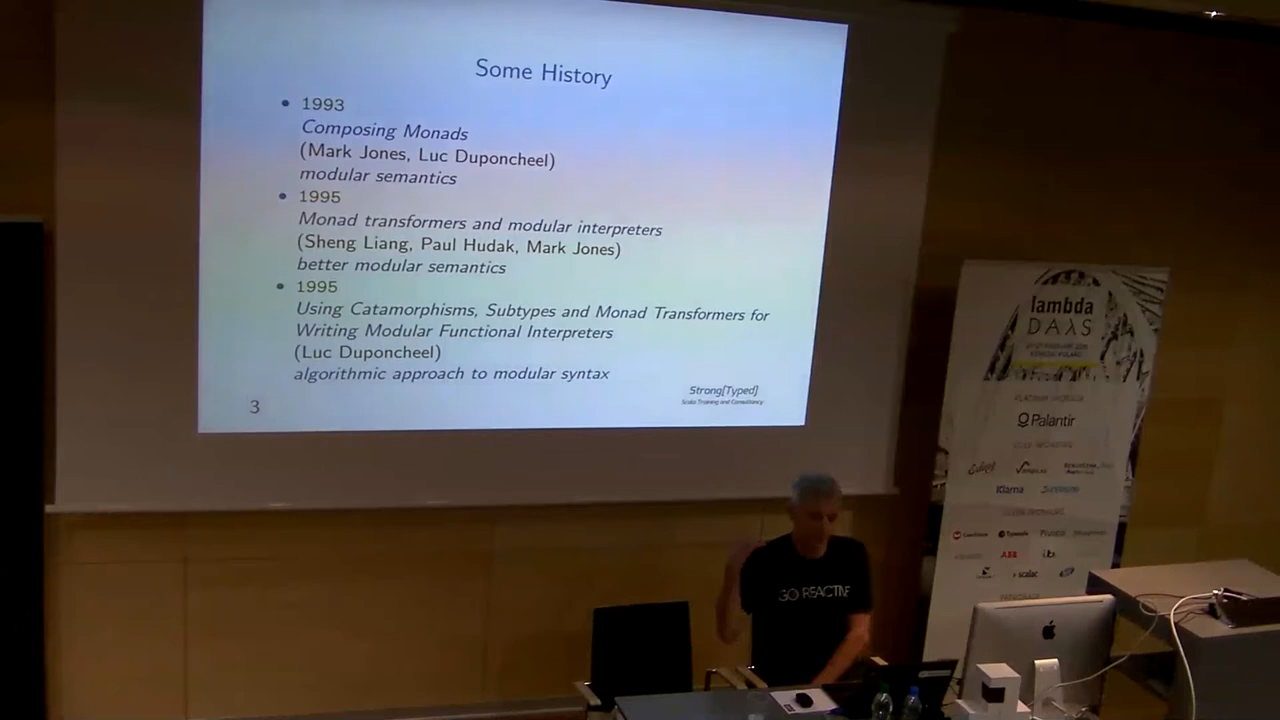 Some History
• 1993
Composing Monads
(Mark Jones, Luc Duponcheel)
modular semantics
• 1995
Monad transformers and modular interpreters
(Sheng Liang, Paul Hudak, Mark Jones)
better modular semantics
• 1995
Using Catamorphisms, Subtypes and Monad Transformers for
Writing Modular Functional Interpreters
(Luc Duponcheel)
algorithmic approach to modular syntax
3
Strong[Typed]
Scala Training and Consultancy
GO REACTIVE
lambda
DAλS
Palantir
Klarna
ABB
scalac